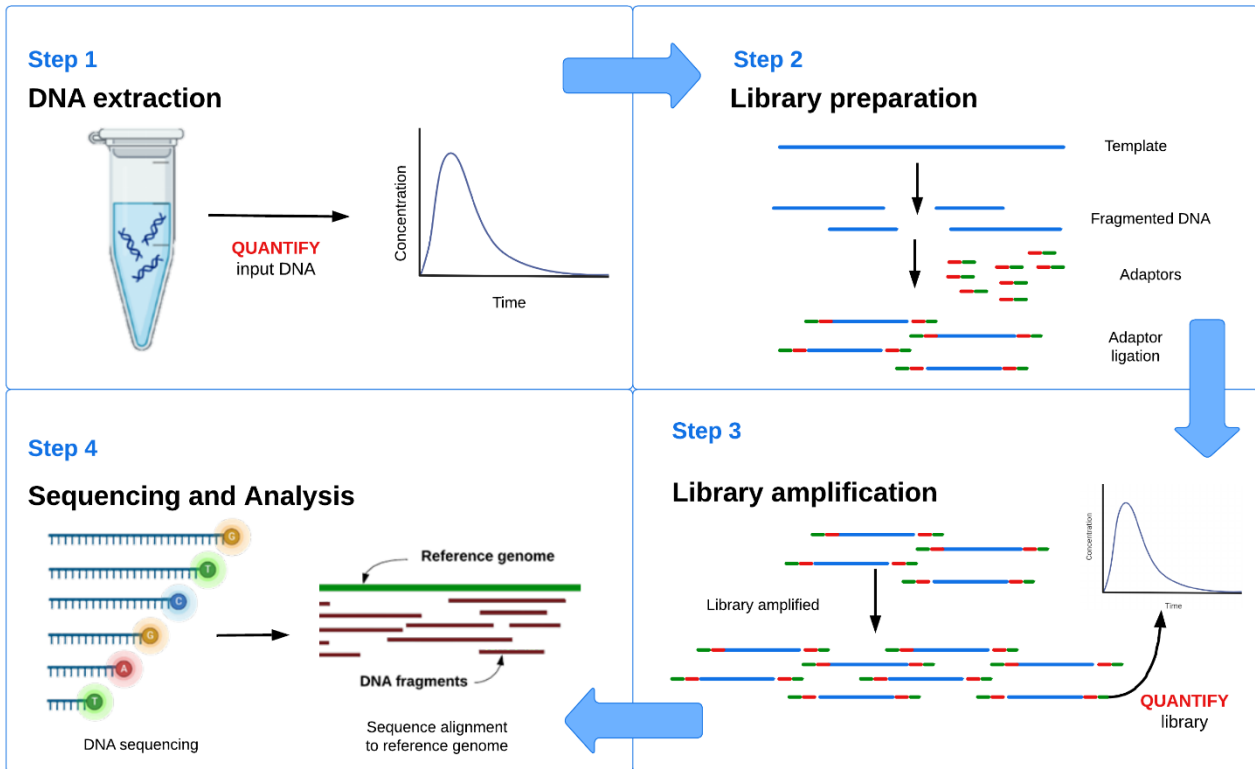 Step 1
DNA extraction
QUANTIFY
input DNA
Concentration
Time
Step 2
Library preparation
Template
Fragmented DNA
Adaptors
Adaptor
ligation
Step 3
Library amplification
Library amplified
Concentration
Time
QUANTIFY
library
Step 4
Sequencing and Analysis
G
T
C
G
A
T
DNA sequencing
Reference genome
DNA fragments
Sequence alignment
to reference genome